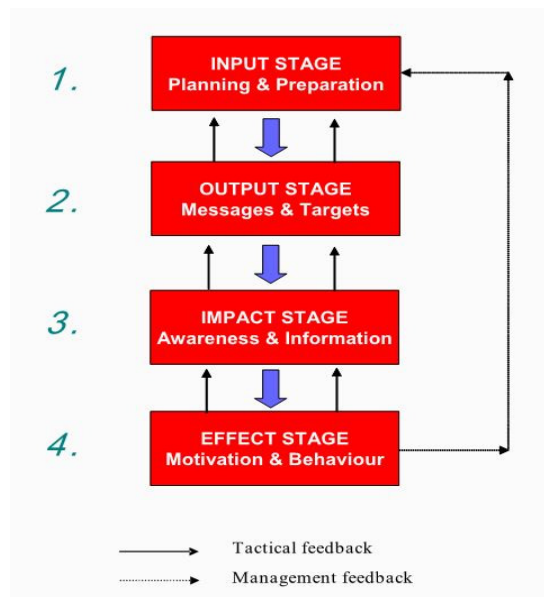 1.
INPUT STAGE
Planning & Preparation
2.
OUTPUT STAGE
Messages & Targets
3.
IMPACT STAGE
Awareness & Information
4.
EFFECT STAGE
Motivation & Behaviour
Tactical feedback
Management feedback